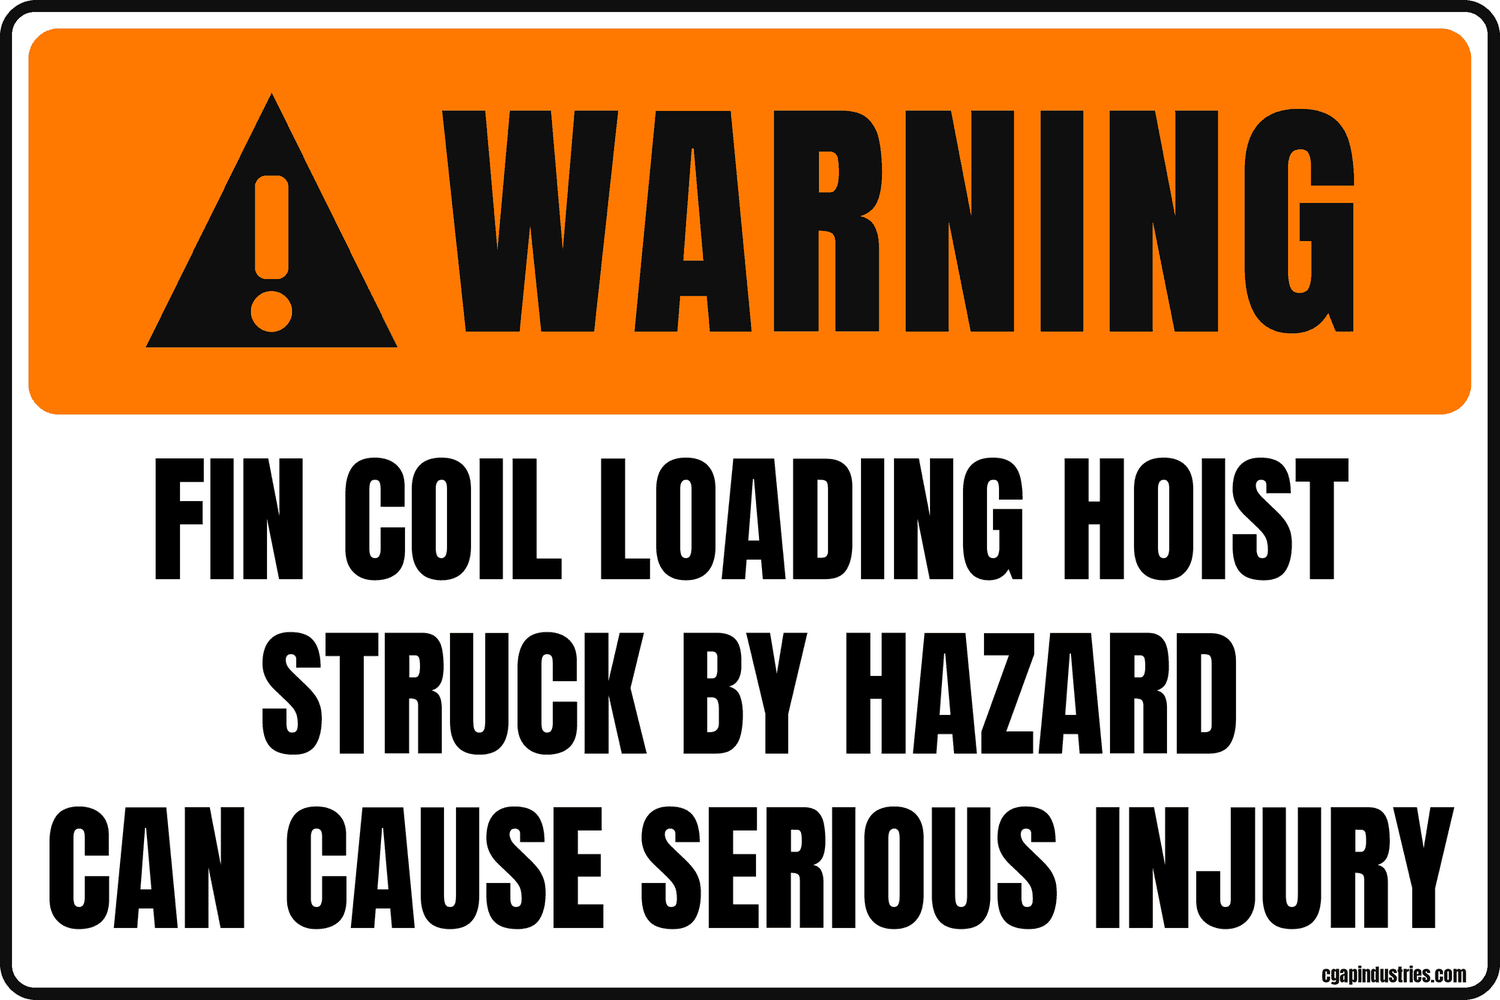 WARNING
FIN COIL LOADING HOIST
STRUCK BY HAZARD
CAN CAUSE SERIOUS INJURY
cgapindustries.com